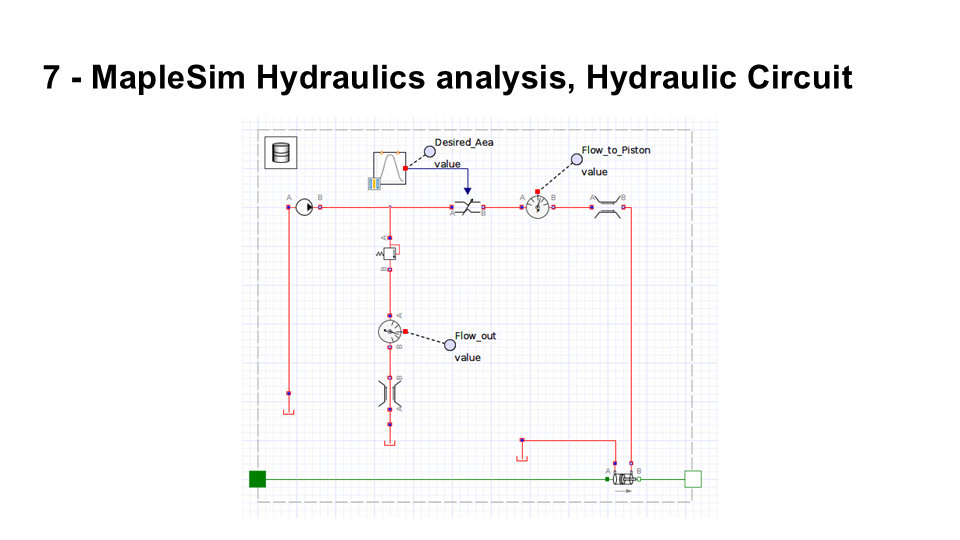 7 - MapleSim Hydraulics analysis, Hydraulic Circuit
Desired_Aea
value
Flow_to_Piston
value
A B
A B
A B
A B
A
B
A
B
Flow_out
value
B
A
A B